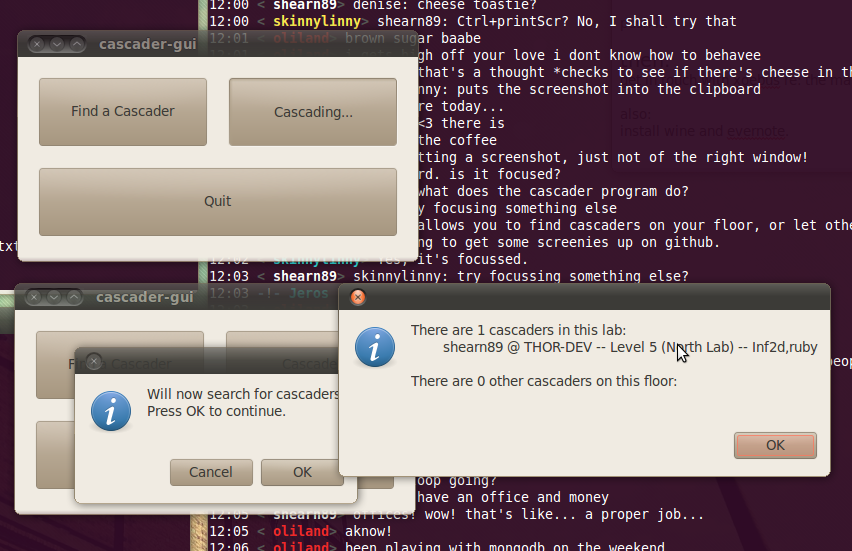 12:00 < shearn89> denise: cheese toastie?
12:00 < skinnylinny> shearn89: Ctrl+printScr? No, I shall try that
12:01 < oliland> brown sugar baabe
high off your love i dont know how to behavee
that's a thought *checks to see if there's cheese in th
nny: puts the screenshot into the clipboard
re today...
<3 there is
the coffee
tting a screenshot, just not of the right window!
rd. is it focused?
what does the cascader program do?
y focusing something else
allows you to find cascaders on your floor, or let othe
ng to get some screenies up on github.
12:02 < skinnylinny> Yes, it's focussed.
12:03 < shearn89> skinnylinny: try focussing something else?
12:03 -!- Jeros
also:
install wine and evernote.
cascader-gui
Find a Cascader
Cascading...
Quit
txt
cascader-gui
Will now search for cascaders
Press OK to continue.
Cancel
OK
There are 1 cascaders in this lab:
shearn89 @ THOR-DEV -- Level 5 (North Lab) -- Inf2d,ruby
There are 0 other cascaders on this floor:
OK
eop
oop going?
have an office and money
12:05 < shearn89> offices! wow! that's like... a proper job...
12:05 < oliland> aknow!
12:06 < oliland> been playing with mongodb on the weekend